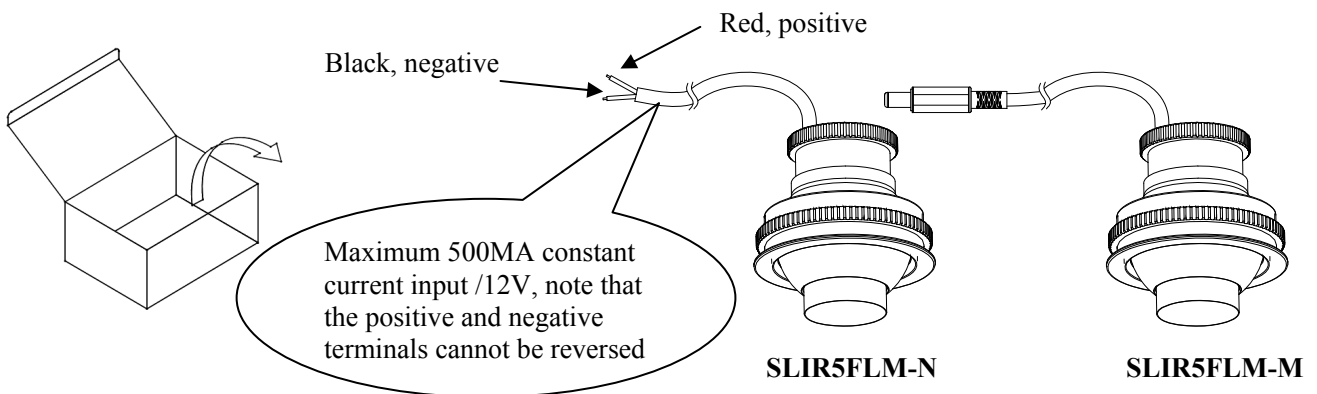 Red, positive
Black, negative
Maximum 500MA constant
current input /12V, note that
the positive and negative
terminals cannot be reversed
SLIR5FLM-N
SLIR5FLM-M